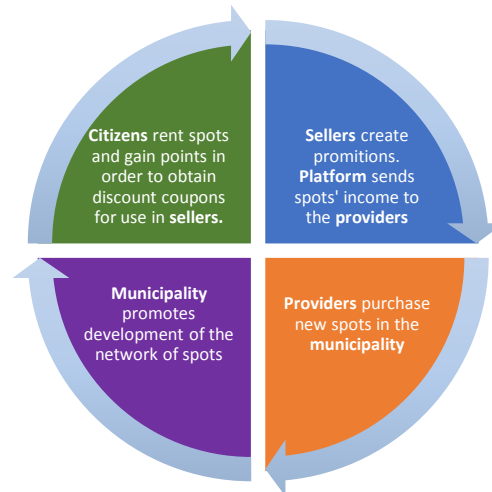 Citizens rent spots
and gain points in
order to obtain
discount coupons
for use in sellers.
Sellers create
promitions.
Platform sends
spots' income to
the providers
Municipality
promotes
development of the
network of spots
Providers purchase
new spots in the
municipality